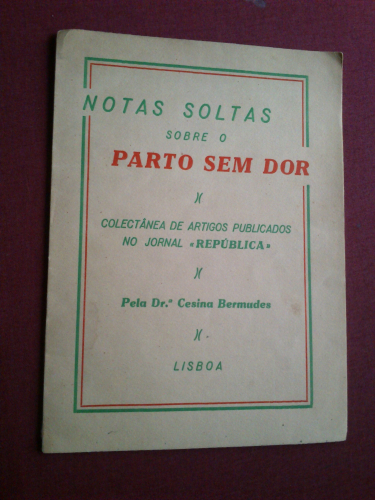 NOTAS SOLTAS
SOBRE O
PARTO SEM DOR
COLECTÂNEA DE ARTIGOS PUBLICADOS
NO JORNAL «REPÚBLICA»
Pela Dr.ª Cesina Bermudes
LISBOA